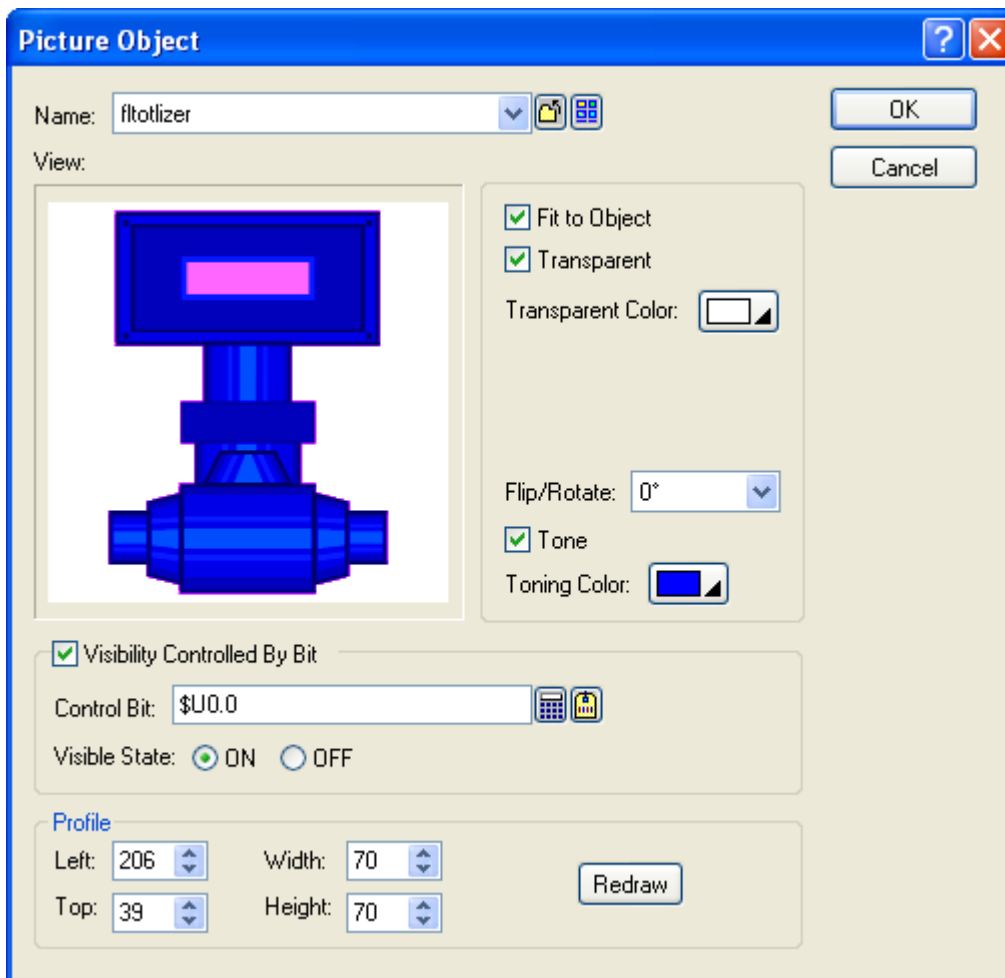 Picture Object
Name: fltotlizer
OK
View:
Cancel
Fit to Object
Transparent
Transparent Color:
Flip/Rotate: 0°
Tone
Toning Color:
Visibility Controlled By Bit
Control Bit: $U0.0
Visible State: ON OFF
Profile
Left: 206 Width: 70
Redraw
Top: 39 Height: 70